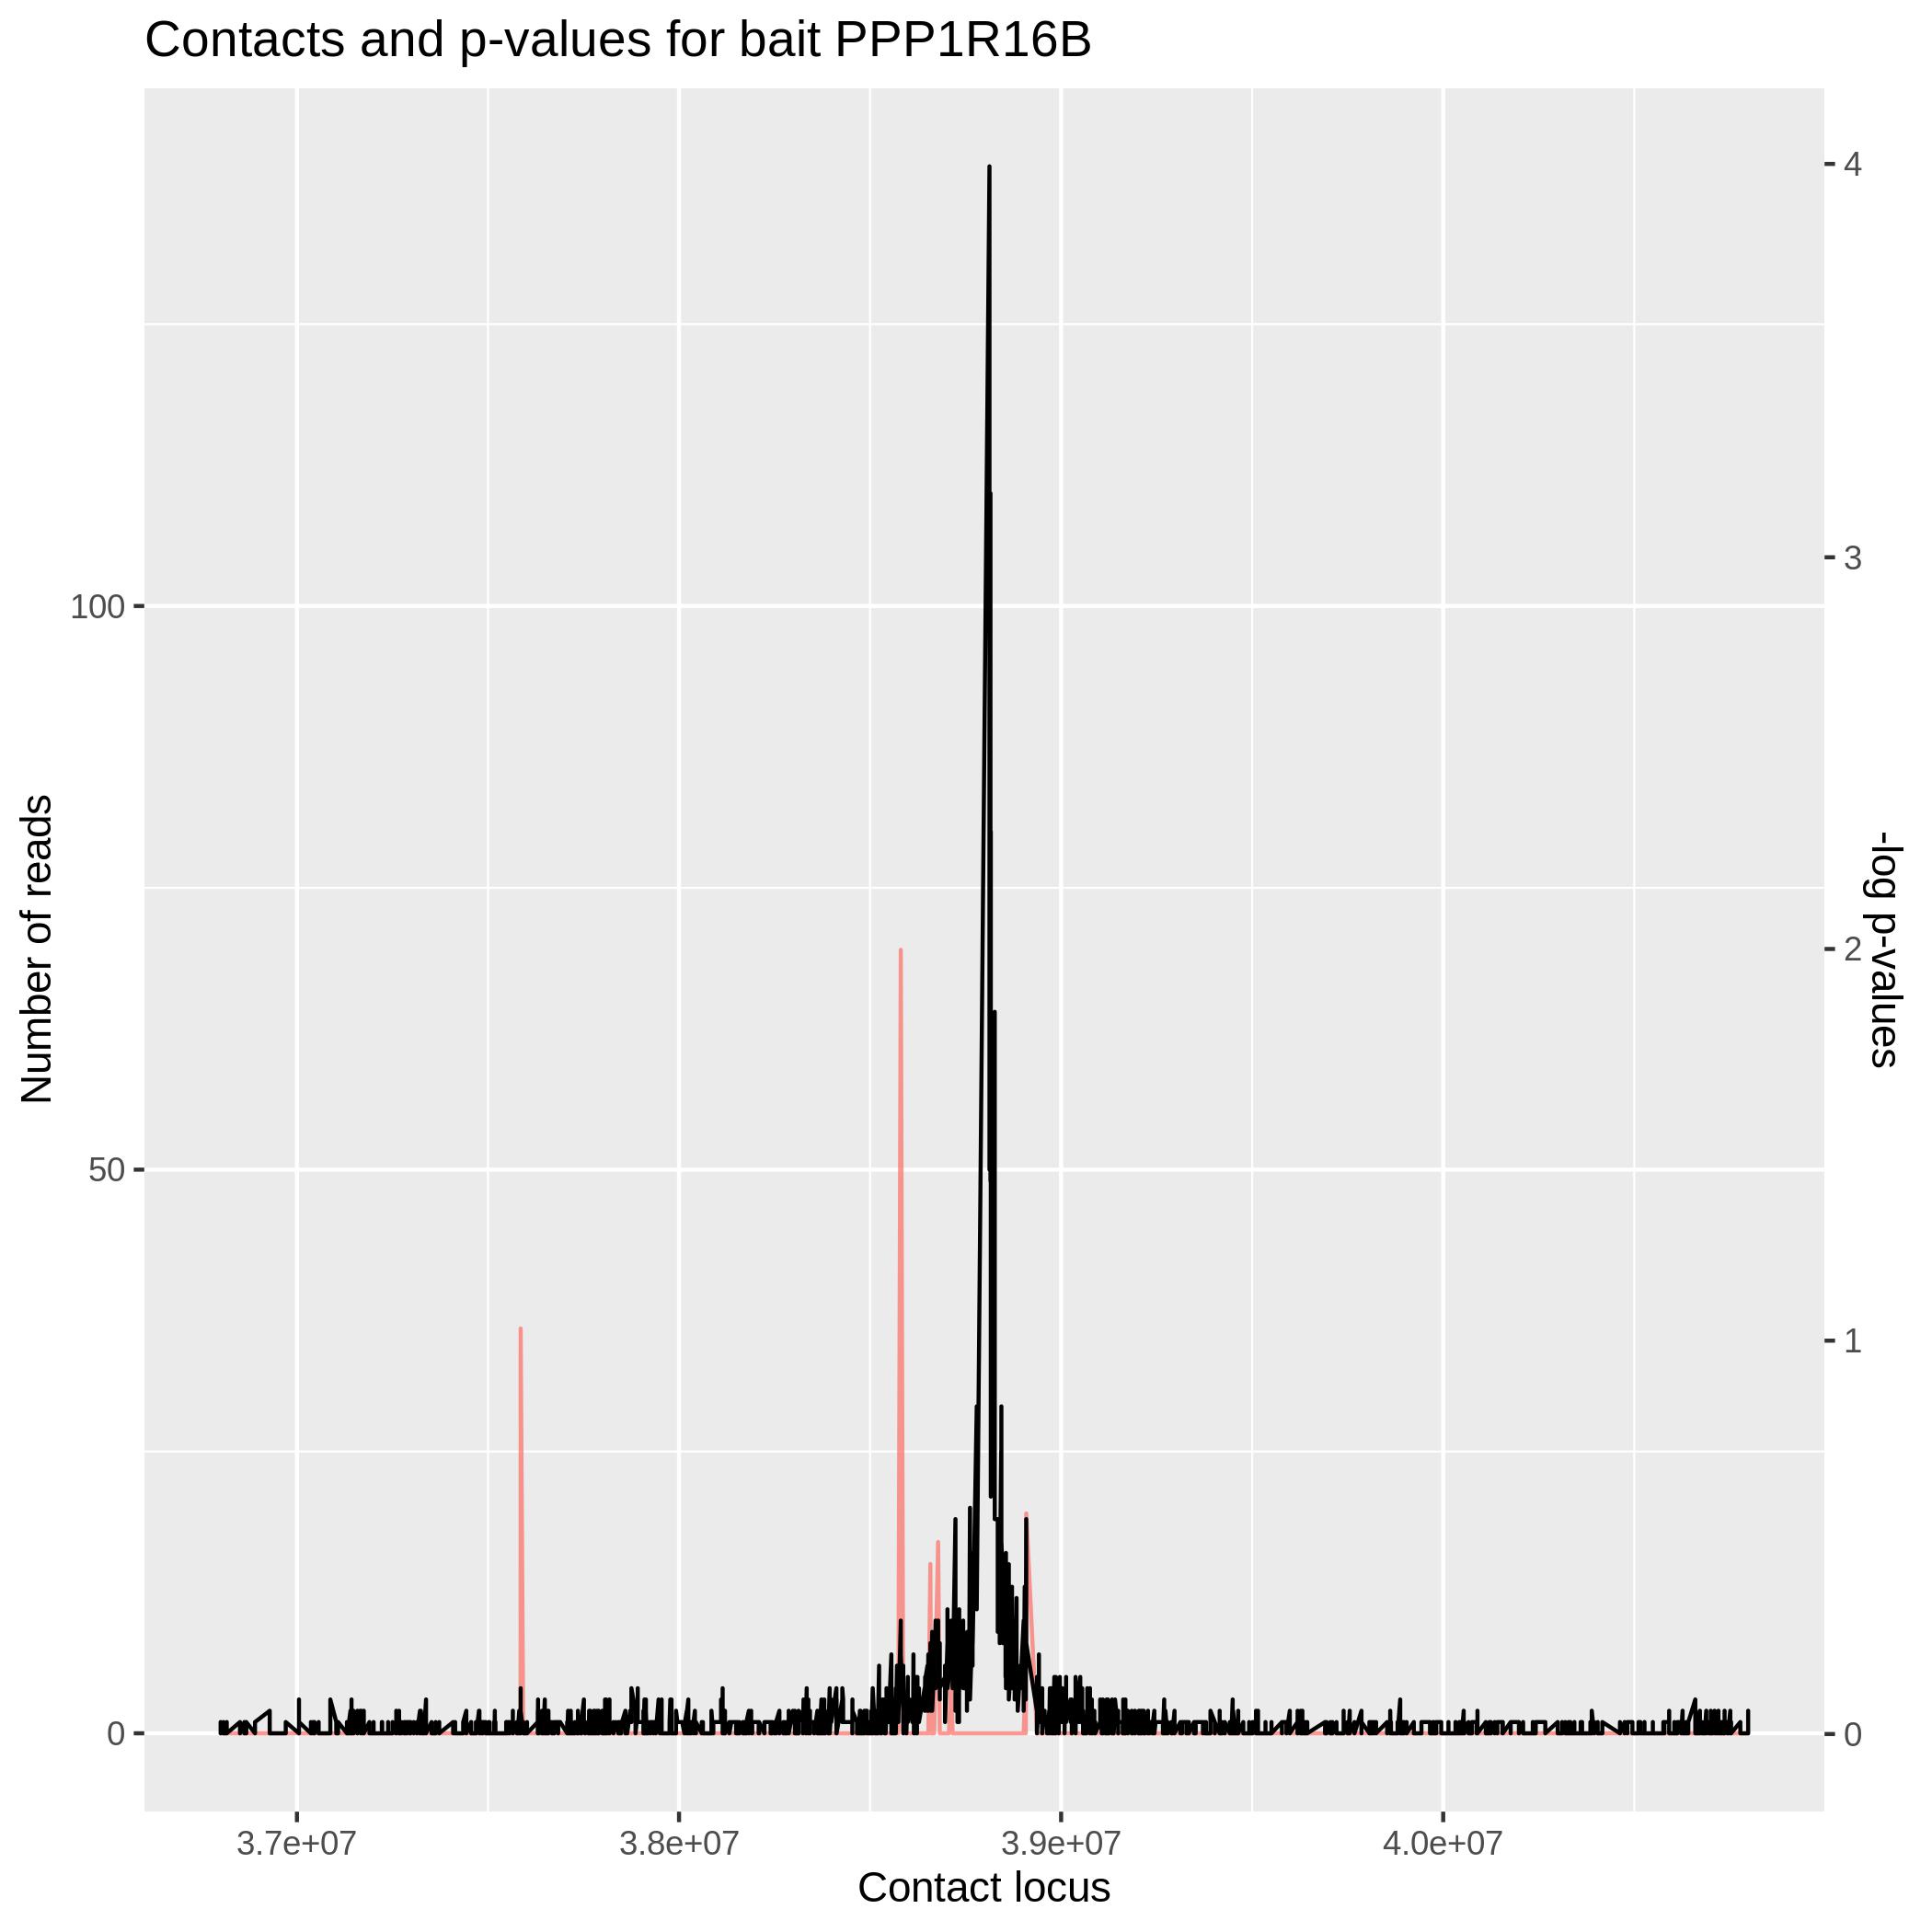 Contacts and p-values for bait PPP1R16B
Number of reads
100
50
0
4
3
2
1
0
-log p-values
3.7e+07
3.8e+07
3.9e+07
4.0e+07
Contact locus